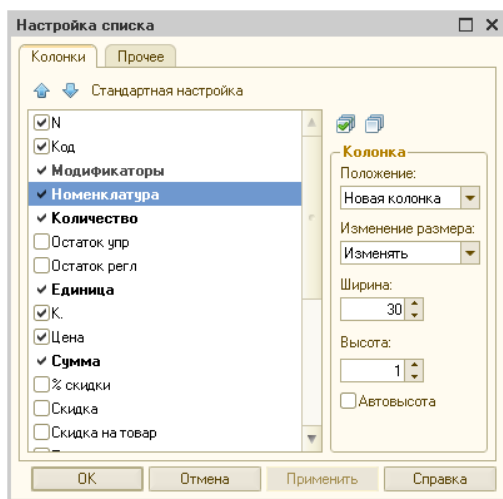 Настройка списка
Колонки
Прочее
Стандартная настройка
N
Код
Модификаторы
Номенклатура
Количество
Остаток упр
Остаток регл
Единица
К.
Цена
Сумма
% скидки
Скидка
Скидка на товар
Колонка
Положение:
Новая колонка
Изменение размера:
Изменять
Ширина:
30
Высота:
1
Автовысота
OK
Отмена
Применить
Справка